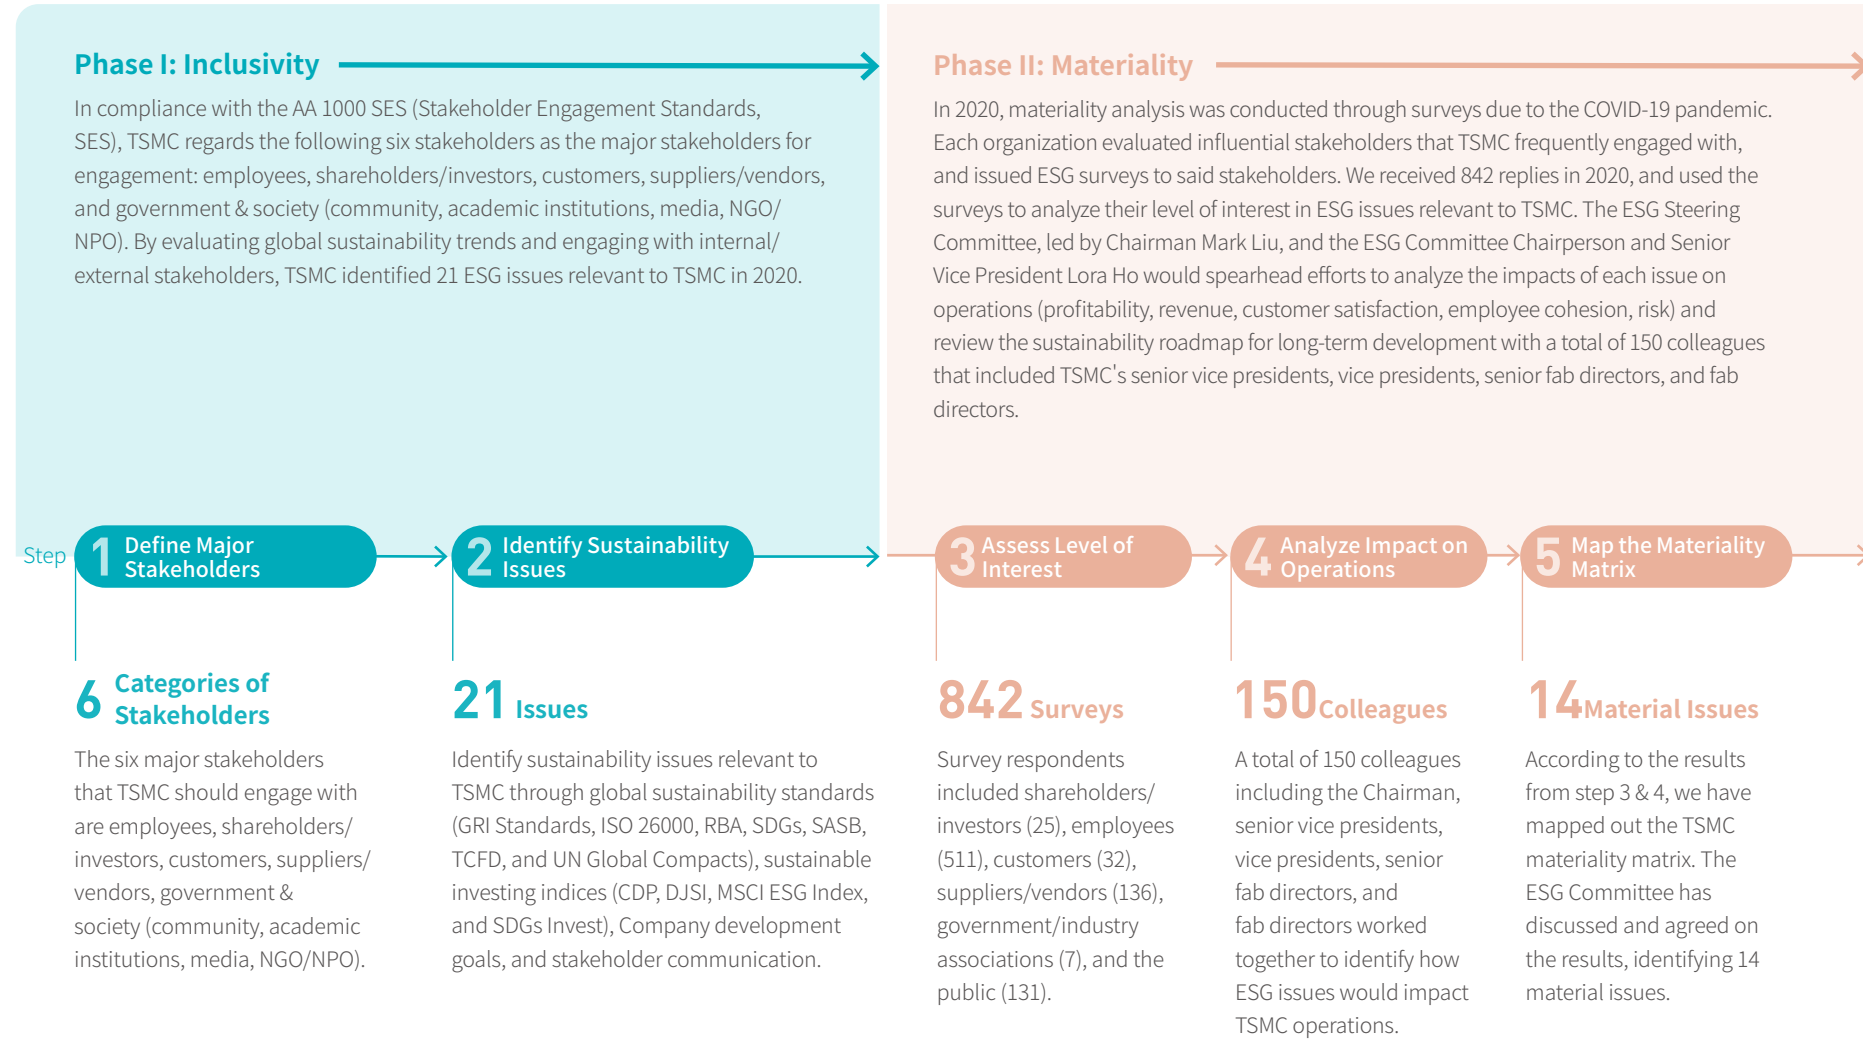 Phase I: Inclusivity
In compliance with the AA 1000 SES (Stakeholder Engagement Standards,
SES), TSMC regards the following six stakeholders as the major stakeholders for
engagement: employees, shareholders/investors, customers, suppliers/vendors,
and government & society (community, academic institutions, media, NGO/
NPO). By evaluating global sustainability trends and engaging with internal/
external stakeholders, TSMC identified 21 ESG issues relevant to TSMC in 2020.
Phase II: Materiality
In 2020, materiality analysis was conducted through surveys due to the COVID-19 pandemic.
Each organization evaluated influential stakeholders that TSMC frequently engaged with,
and issued ESG surveys to said stakeholders. We received 842 replies in 2020, and used the
surveys to analyze their level of interest in ESG issues relevant to TSMC. The ESG Steering
Committee, led by Chairman Mark Liu, and the ESG Committee Chairperson and Senior
Vice President Lora Ho would spearhead efforts to analyze the impacts of each issue on
operations (profitability, revenue, customer satisfaction, employee cohesion, risk) and
review the sustainability roadmap for long-term development with a total of 150 colleagues
that included TSMC's senior vice presidents, vice presidents, senior fab directors, and fab
directors.
Step
1 Define Major
Stakeholders
2 Identify Sustainability
Issues
3 Assess Level of
Interest
4 Analyze Impact on
Operations
5 Map the Materiality
Matrix
6 Categories of
Stakeholders
The six major stakeholders
that TSMC should engage with
are employees, shareholders/
investors, customers, suppliers/
vendors, government &
society (community, academic
institutions, media, NGO/NPO).
21 Issues
Identify sustainability issues relevant to
TSMC through global sustainability standards
(GRI Standards, ISO 26000, RBA, SDGs, SASB,
TCFD, and UN Global Compacts), sustainable
investing indices (CDP, DJSI, MSCI ESG Index,
and SDGs Invest), Company development
goals, and stakeholder communication.
842 Surveys
Survey respondents
included shareholders/
investors (25), employees
(511), customers (32),
suppliers/vendors (136),
government/industry
associations (7), and the
public (131).
150 Colleagues
A total of 150 colleagues
including the Chairman,
senior vice presidents,
vice presidents, senior
fab directors, and
fab directors worked
together to identify how
ESG issues would impact
TSMC operations.
14 Material Issues
According to the results
from step 3 & 4, we have
mapped out the TSMC
materiality matrix. The
ESG Committee has
discussed and agreed on
the results, identifying 14
material issues.